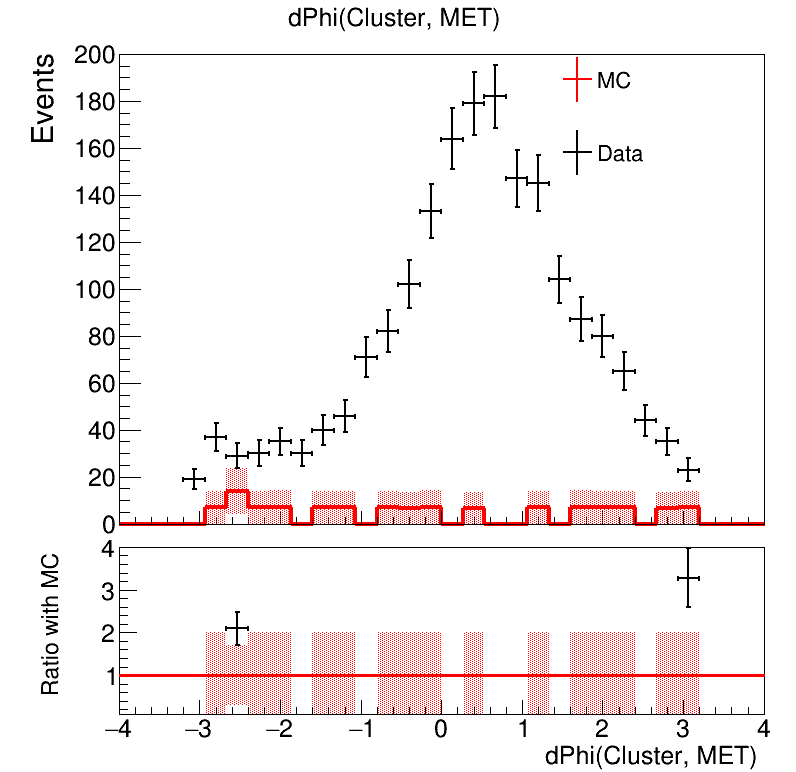 dPhi(Cluster, MET)
Events
200
180
160
140
120
100
80
60
40
20
0
MC
Data
Ratio with MC
4
3
2
1
−4 −3 −2 −1 0 1 2 3 4
dPhi(Cluster, MET)